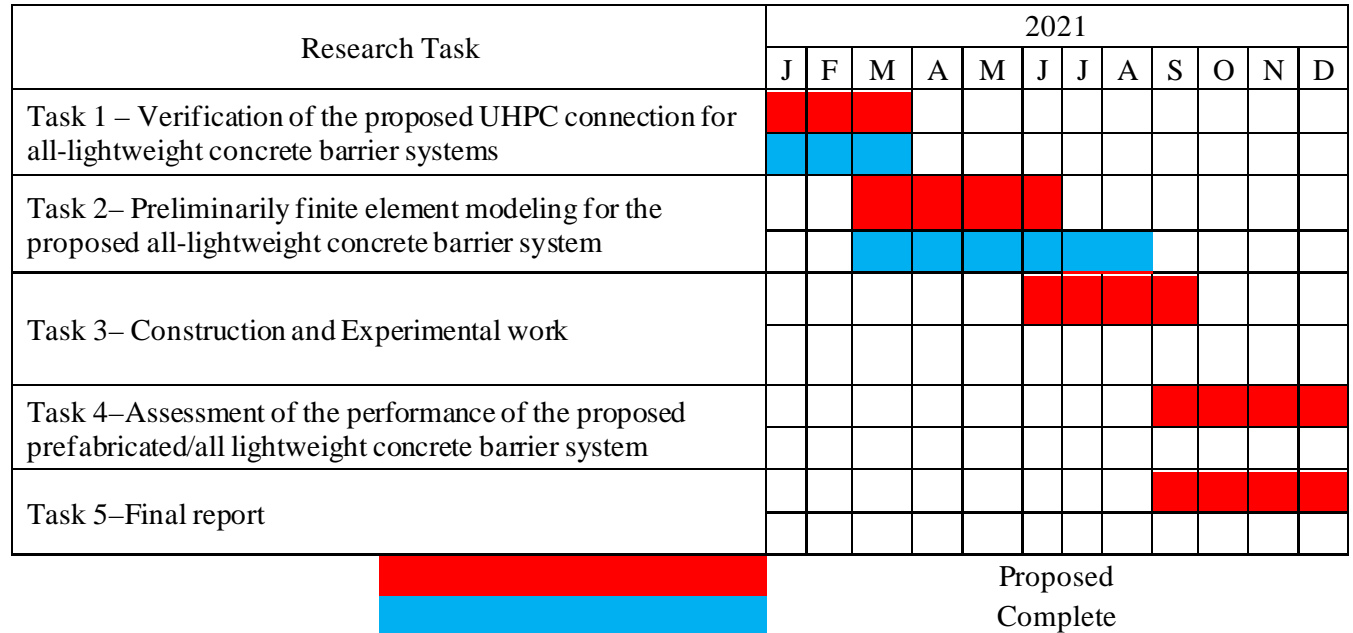 Research Task
2021
J F M A M J J A S O N D
Task 1 – Verification of the proposed UHPC connection for
all-lightweight concrete barrier systems
Task 2– Preliminarily finite element modeling for the
proposed all-lightweight concrete barrier system
Task 3– Construction and Experimental work
Task 4–Assessment of the performance of the proposed
prefabricated/all lightweight concrete barrier system
Task 5–Final report
Proposed
Complete